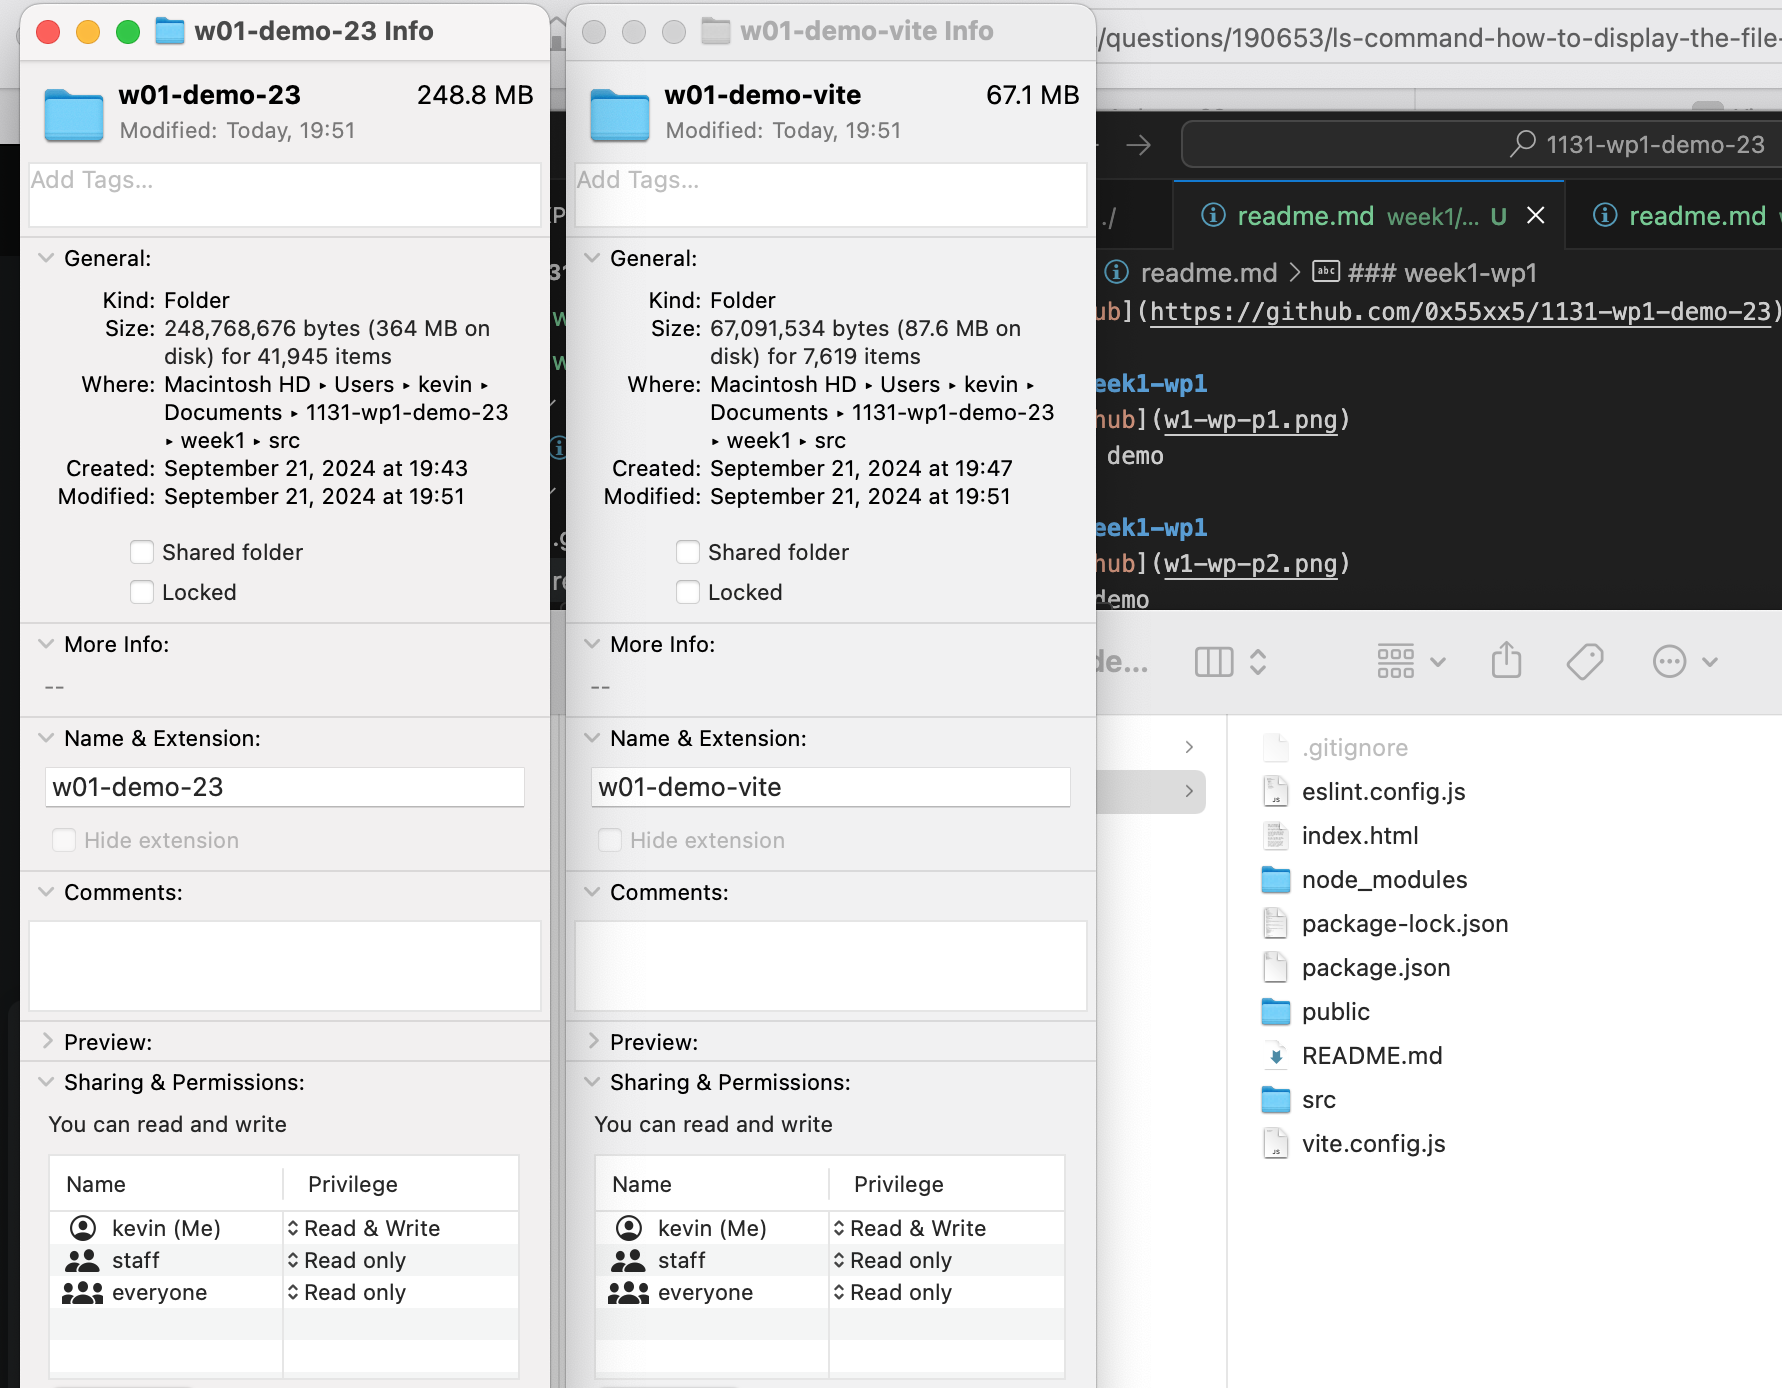 w01-demo-23 Info
w01-demo-23
248.8 MB
Modified: Today, 19:51
Add Tags...
General:
Kind: Folder
Size: 248,768,676 bytes (364 MB on
disk) for 41,945 items
Where: Macintosh HD ▸ Users ▸ kevin ▸
Documents ▸ 1131-wp1-demo-23
▸ week1 ▸ src
Created: September 21, 2024 at 19:43
Modified: September 21, 2024 at 19:51
Shared folder
Locked
More Info:
--
Name & Extension:
w01-demo-23
Hide extension
Comments:
Preview:
Sharing & Permissions:
You can read and write
Name Privilege
kevin (Me) Read & Write
staff Read only
everyone Read only
w01-demo-vite Info
w01-demo-vite
67.1 MB
Modified: Today, 19:51
Add Tags...
General:
Kind: Folder
Size: 67,091,534 bytes (87.6 MB on
disk) for 7,619 items
Where: Macintosh HD ▸ Users ▸ kevin ▸
Documents ▸ 1131-wp1-demo-23
▸ week1 ▸ src
Created: September 21, 2024 at 19:47
Modified: September 21, 2024 at 19:51
Shared folder
Locked
More Info:
--
Name & Extension:
w01-demo-vite
Hide extension
Comments:
Preview:
Sharing & Permissions:
You can read and write
Name Privilege
kevin (Me) Read & Write
staff Read only
everyone Read only
/questions/190653/ls-command-how-to-display-the-file-
1131-wp1-demo-23
./
readme.md week1/... U
readme.md
readme.md > ### week1-wp1
ub](https://github.com/0x55xx5/1131-wp1-demo-23)
eek1-wp1
hub](w1-wp-p1.png)
demo
eek1-wp1
hub](w1-wp-p2.png)
demo
de...
.gitignore
eslint.config.js
index.html
node_modules
package-lock.json
package.json
public
README.md
src
vite.config.js